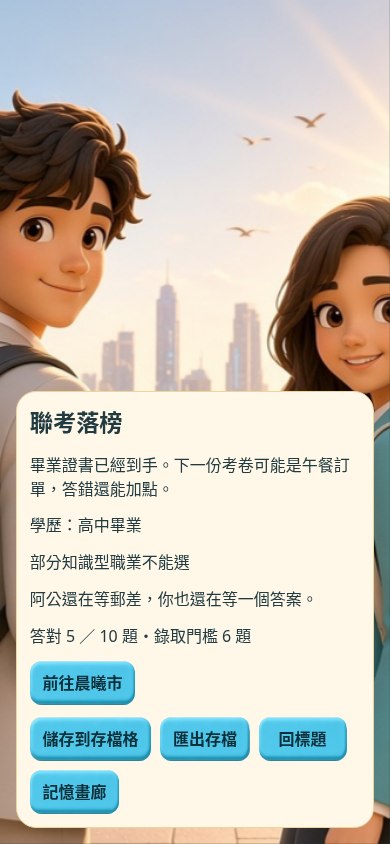 聯考落榜
畢業證書已經到手。下一份考卷可能是午餐訂
單，答錯還能加點。
學歷：高中畢業
部分知識型職業不能選
阿公還在等郵差，你也還在等一個答案。
答對 5 ／ 10 題・錄取門檻 6 題
前往晨曦市
儲存到存檔格
匯出存檔
回標題
記憶畫廊